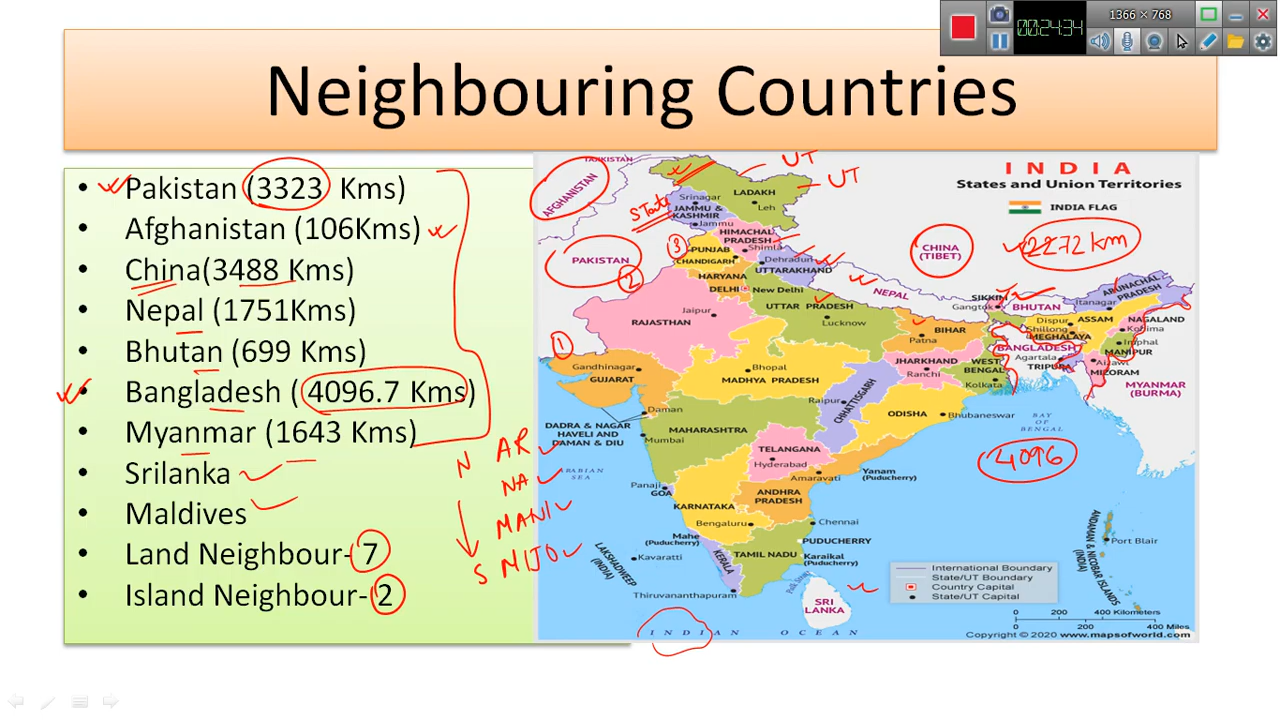 1366 × 768
00:24:34
Neighbouring Countries
• Pakistan (3323 Kms)
• Afghanistan (106Kms)
• China(3488 Kms)
• Nepal (1751Kms)
• Bhutan (699 Kms)
• Bangladesh ( 4096.7 Kms)
• Myanmar (1643 Kms)
• Srilanka
• Maldives
• Land Neighbour- 7
• Island Neighbour- 2
N
S
AR
NA
MANI
MIJO
INDIA
States and Union Territories
INDIA FLAG
UT
UT
State
AFGHANISTAN
PAKISTAN
CHINA
(TIBET)
2272 km
LADAKH
Leh
Srinagar
JAMMU &
KASHMIR
Jammu
HIMACHAL
PRADESH
Shimla
3
PUNJAB
CHANDIGARH
Dehradun
UTTARAKHAND
2
HARYANA
DELHI
New Delhi
NEPAL
SIKKIM
Gangtok
BHUTAN
ARUNACHAL
PRADESH
Itanagar
UTTAR PRADESH
Lucknow
Jaipur
RAJASTHAN
BIHAR
Patna
Dispur
ASSAM
NAGALAND
Kohima
Shillong
MEGHALAYA
Imphal
MANIPUR
BANGLADESH
Agartala
TRIPURA
Aizawl
MIZORAM
MYANMAR
(BURMA)
1
Gandhinagar
GUJARAT
Bhopal
MADHYA PRADESH
JHARKHAND
Ranchi
WEST
BENGAL
Kolkata
Raipur
CHHATTISGARH
ODISHA
Bhubaneswar
BAY
OF
BENGAL
Daman
DADRA & NAGAR
HAVELI AND
DAMAN & DIU
Mumbai
MAHARASHTRA
TELANGANA
Hyderabad
Amaravati
Yanam
(Puducherry)
4096
ARABIAN
SEA
Panaji
GOA
KARNATAKA
ANDHRA
PRADESH
Bengaluru
Chennai
Mahe
(Puducherry)
PUDUCHERRY
Karaikal
(Puducherry)
TAMIL NADU
KERALA
LAKSHADWEEP
(INDIA)
Kavaratti
Thiruvananthapuram
SRI
LANKA
ANDAMAN & NICOBAR ISLANDS
(INDIA)
Port Blair
International Boundary
State/UT Boundary
Country Capital
State/UT Capital
0 200 400 Kilometers
0 200 400 Miles
INDIAN OCEAN
Copyright © 2020 www.mapsofworld.com